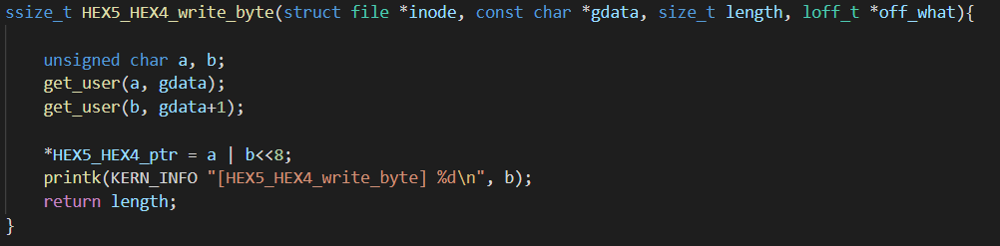 ssize_t HEX5_HEX4_write_byte(struct file *inode, const char *gdata, size_t length, loff_t *off_what){
unsigned char a, b;
get_user(a, gdata);
get_user(b, gdata+1);
*HEX5_HEX4_ptr = a | b<<8;
printk(KERN_INFO "[HEX5_HEX4_write_byte] %d\n", b);
return length;
}